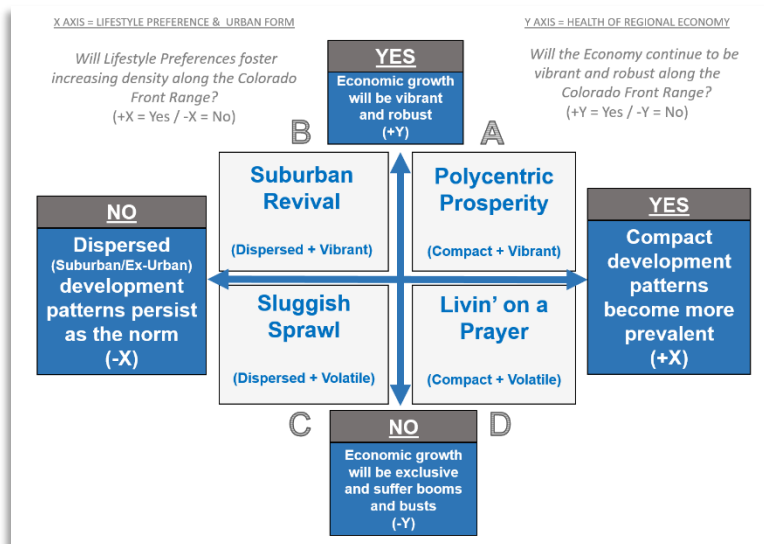 X AXIS = LIFESTYLE PREFERENCE & URBAN FORM
Will Lifestyle Preferences foster
increasing density along the Colorado
Front Range?
(+X = Yes / -X = No)
Y AXIS = HEALTH OF REGIONAL ECONOMY
Will the Economy continue to be
vibrant and robust along the
Colorado Front Range?
(+Y = Yes / -Y = No)
YES
Economic growth
will be vibrant
and robust
(+Y)
B
A
Suburban
Revival
(Dispersed + Vibrant)
Polycentric
Prosperity
(Compact + Vibrant)
NO
Dispersed
(Suburban/Ex-Urban)
development
patterns persist
as the norm
(-X)
YES
Compact
development
patterns
become more
prevalent
(+X)
Sluggish
Sprawl
(Dispersed + Volatile)
Livin’ on a
Prayer
(Compact + Volatile)
C
D
NO
Economic growth
will be exclusive
and suffer booms
and busts
(-Y)